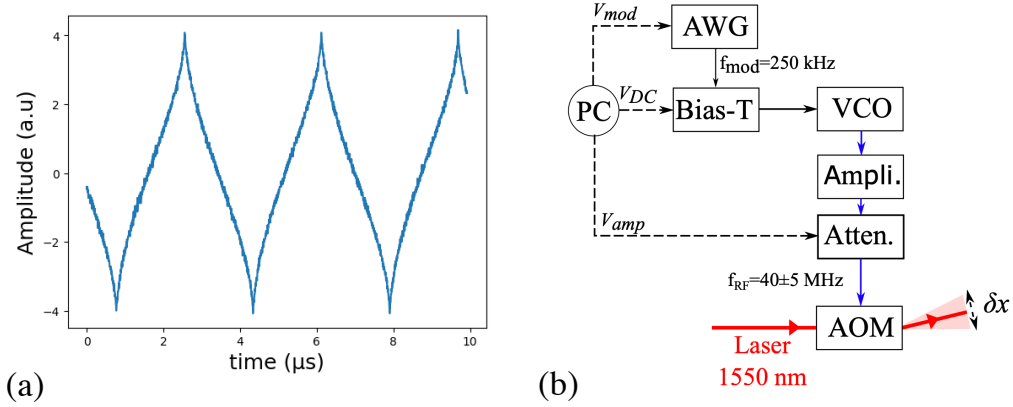 4
2
0
−2
−4
Amplitude (a.u)
0
2
4
6
8
10
time (μs)
(a)
V_mod
AWG
f_mod=250 kHz
V_DC
PC
Bias-T
VCO
Ampli.
V_amp
Atten.
f_RF=40±5 MHz
δx
AOM
Laser
1550 nm
(b)